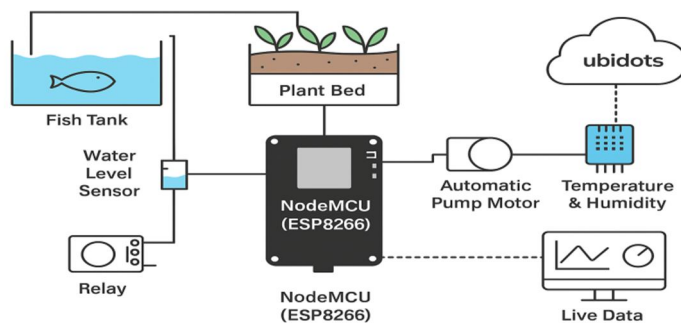 ubidots
Plant Bed
Fish Tank
Water
Level
Sensor
NodeMCU
(ESP8266)
Automatic
Pump Motor
Temperature
& Humidity
Relay
NodeMCU
(ESP8266)
Live Data